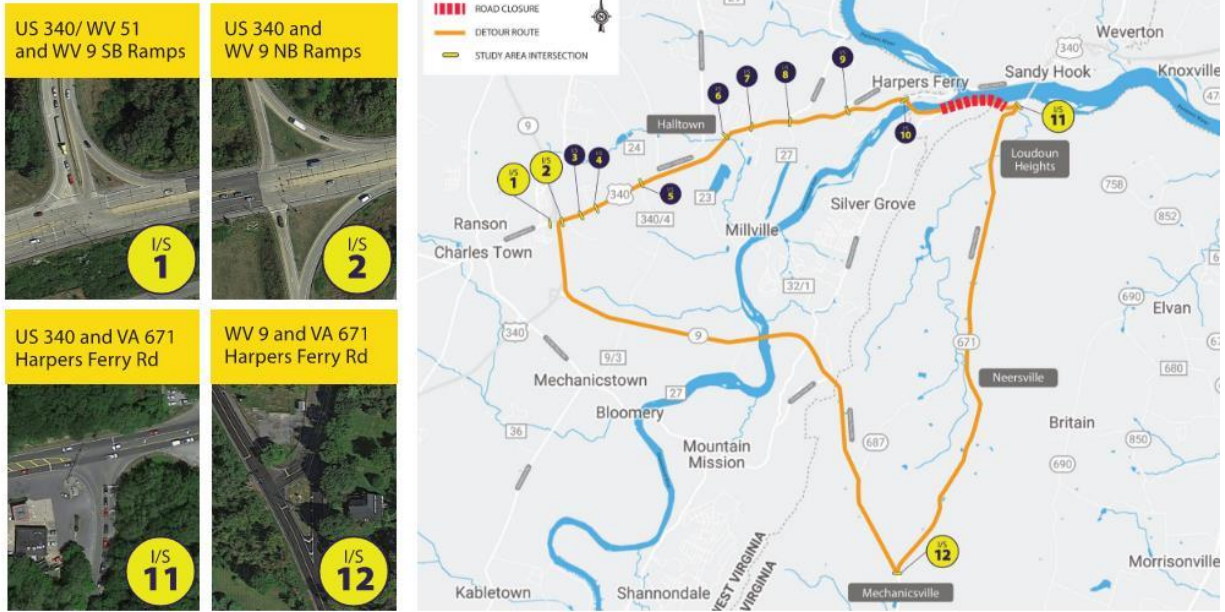 US 340/ WV 51
and WV 9 SB Ramps
I/S
1
US 340 and
WV 9 NB Ramps
I/S
2
US 340 and VA 671
Harpers Ferry Rd
I/S
11
WV 9 and VA 671
Harpers Ferry Rd
I/S
12
ROAD CLOSURE
DETOUR ROUTE
STUDY AREA INTERSECTION
N
Weverton
340
Sandy Hook
Knoxville
Harpers Ferry
I/S
9
I/S
8
I/S
7
I/S
6
Halltown
9
24
I/S
10
I/S
11
Loudoun
Heights
27
I/S
1
I/S
2
I/S
3
I/S
4
I/S
5
340
23
340/4
758
852
Silver Grove
Ranson
Charles Town
Millville
32/1
690
Elvan
340
9
9/3
671
680
Mechanicstown
Neersville
27
Bloomery
36
687
Britain
850
690
Mountain
Mission
I/S
12
Morrisonville
WEST VIRGINIA
VIRGINIA
Kabletown
Shannondale
Mechanicsville